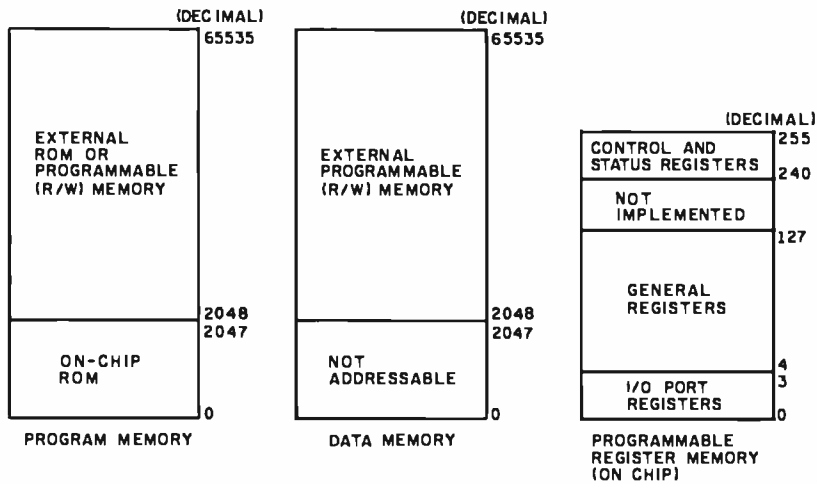 (DECIMAL)
65535
EXTERNAL
ROM OR
PROGRAMMABLE
(R/W) MEMORY
2048
2047
ON-CHIP
ROM
0
PROGRAM MEMORY
(DECIMAL)
65535
EXTERNAL PROGRAMMABLE
(R/W) MEMORY
2048
2047
NOT
ADDRESSABLE
0
DATA MEMORY
(DECIMAL)
255
CONTROL AND
STATUS REGISTERS
240
NOT
IMPLEMENTED
127
GENERAL
REGISTERS
4
3
I/O PORT
REGISTERS
0
PROGRAMMABLE
REGISTER MEMORY
(ON CHIP)